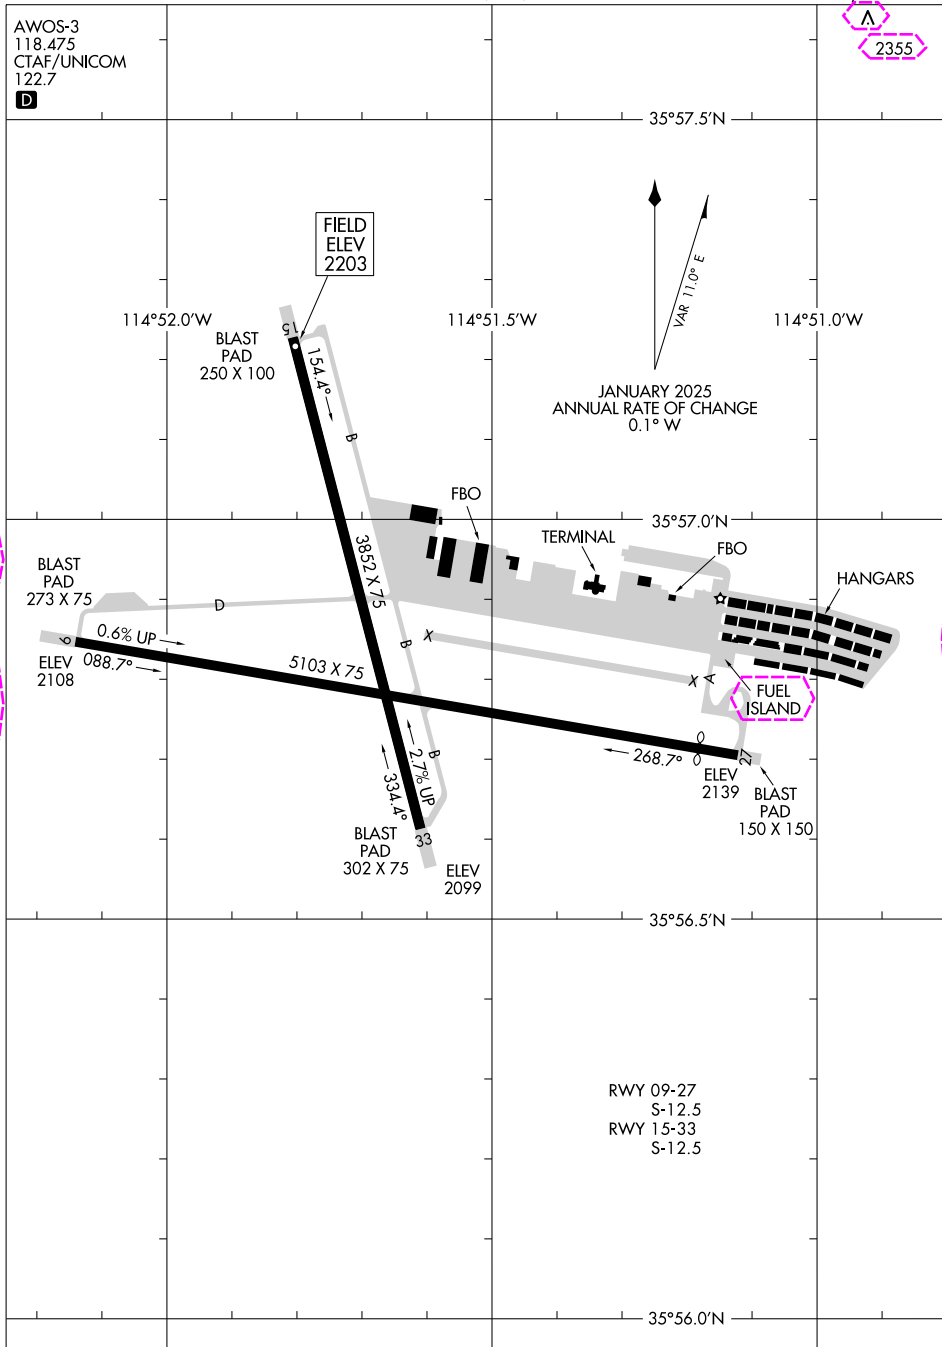 AWOS-3
118.475
CTAF/UNICOM
122.7
D
2355
35°57.5'N
FIELD
ELEV
2203
VAR 11.0° E
114°52.0'W
114°51.5'W
114°51.0'W
15
BLAST
PAD
250 X 100
154.4°
JANUARY 2025
ANNUAL RATE OF CHANGE
0.1° W
B
FBO
35°57.0'N
TERMINAL
FBO
HANGARS
3852 X 75
BLAST
PAD
273 X 75
D
9
0.6% UP
088.7°
ELEV
2108
5103 X 75
B
X
X
A
FUEL
ISLAND
B
2.7% UP
334.4°
268.7°
27
ELEV
2139
BLAST
PAD
150 X 150
33
BLAST
PAD
302 X 75
ELEV
2099
35°56.5'N
RWY 09-27
S-12.5
RWY 15-33
S-12.5
35°56.0'N